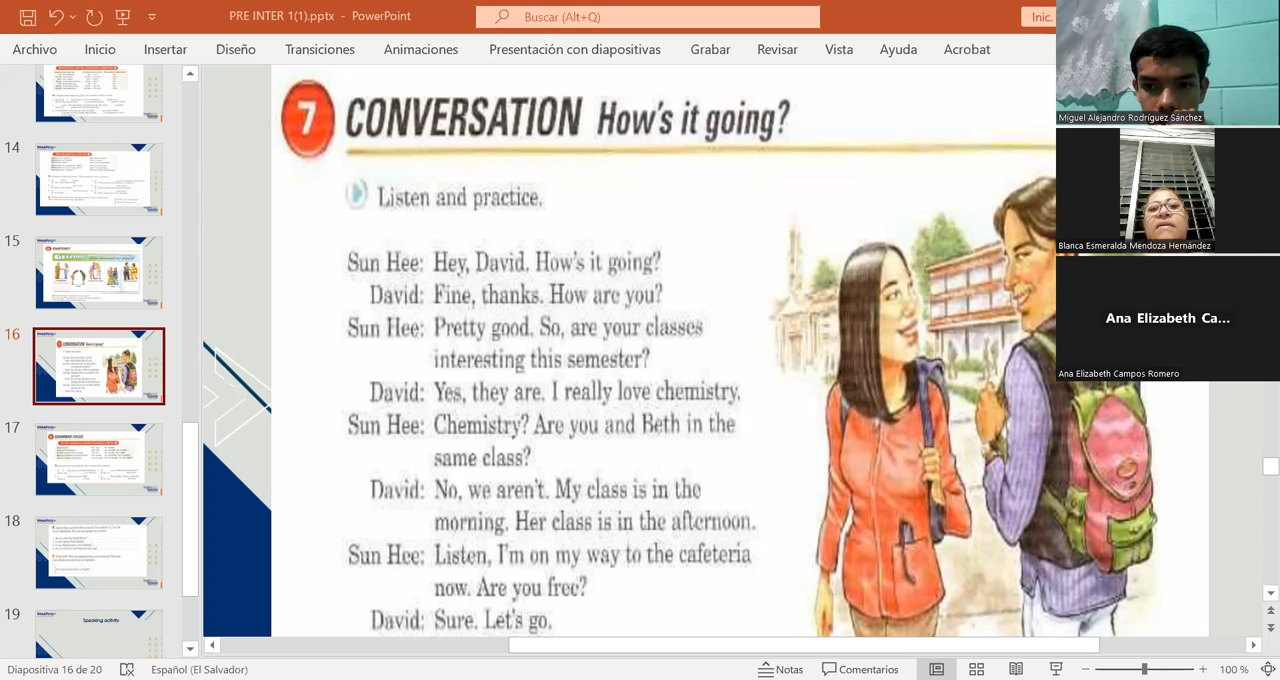 PRE INTER 1(1).pptx - PowerPoint
Buscar (Alt+Q)
Inic.
Archivo Inicio Insertar Diseño Transiciones Animaciones Presentación con diapositivas Grabar Revisar Vista Ayuda Acrobat
14
15
16
17
18
19
Speaking activity
7 CONVERSATION How's it going?
Listen and practice.
Sun Hee: Hey, David. How's it going?
David: Fine, thanks. How are you?
Sun Hee: Pretty good. So, are your classes
interesting this semester?
David: Yes, they are. I really love chemistry.
Sun Hee: Chemistry? Are you and Beth in the
same class?
David: No, we aren't. My class is in the
morning. Her class is in the afternoon.
Sun Hee: Listen, I'm on my way to the cafeteria
now. Are you free?
David: Sure. Let's go.
Miguel Alejandro Rodríguez Sánchez
Blanca Esmeralda Mendoza Hernández
Ana Elizabeth Ca...
Ana Elizabeth Campos Romero
Diapositiva 16 de 20 Español (El Salvador) Notas Comentarios 100 %